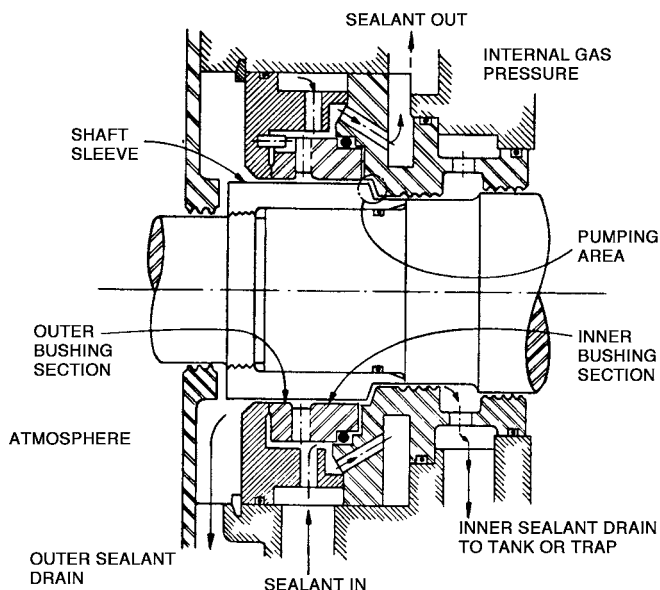 SEALANT OUT
INTERNAL GAS
PRESSURE
SHAFT
SLEEVE
PUMPING
AREA
OUTER
BUSHING
SECTION
INNER
BUSHING
SECTION
ATMOSPHERE
OUTER SEALANT
DRAIN
SEALANT IN
INNER SEALANT DRAIN
TO TANK OR TRAP